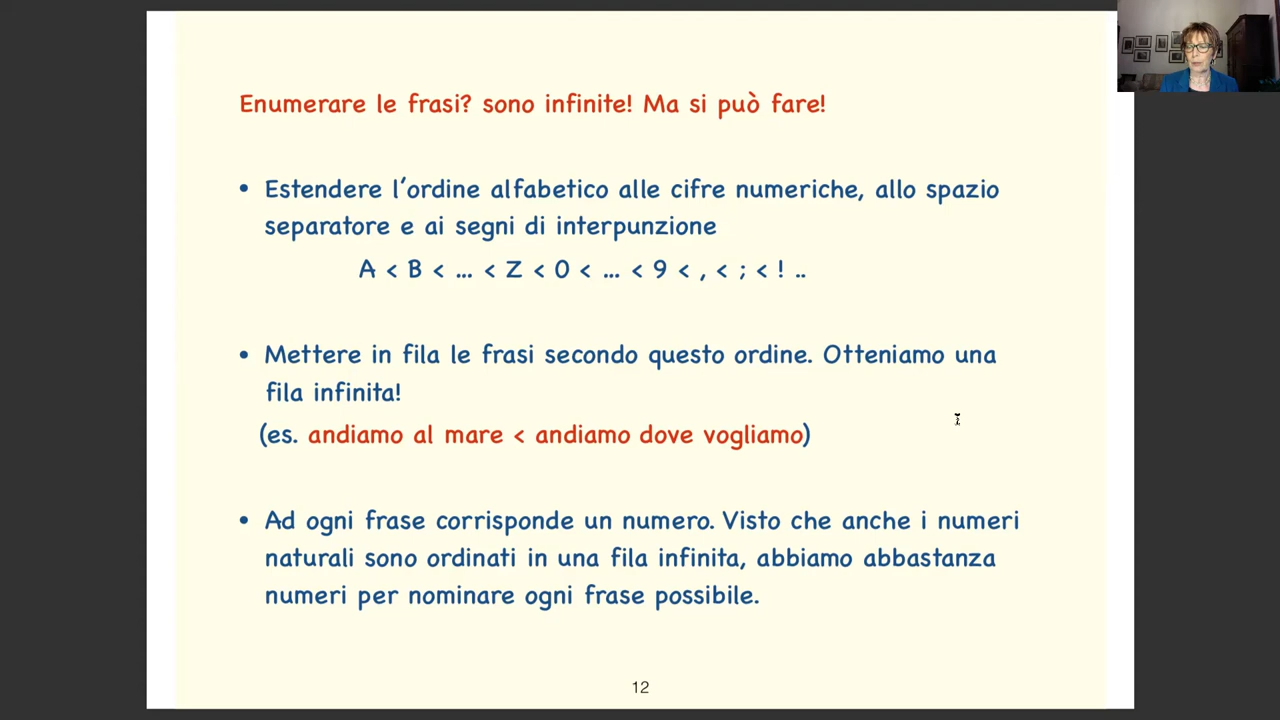 Enumerare le frasi? sono infinite! Ma si può fare!
• Estendere l'ordine alfabetico alle cifre numeriche, allo spazio
separatore e ai segni di interpunzione
A < B < ... < Z < 0 < ... < 9 < , < ; < ! ..
• Mettere in fila le frasi secondo questo ordine. Otteniamo una
fila infinita!
(es. andiamo al mare < andiamo dove vogliamo)
• Ad ogni frase corrisponde un numero. Visto che anche i numeri
naturali sono ordinati in una fila infinita, abbiamo abbastanza
numeri per nominare ogni frase possibile.
12